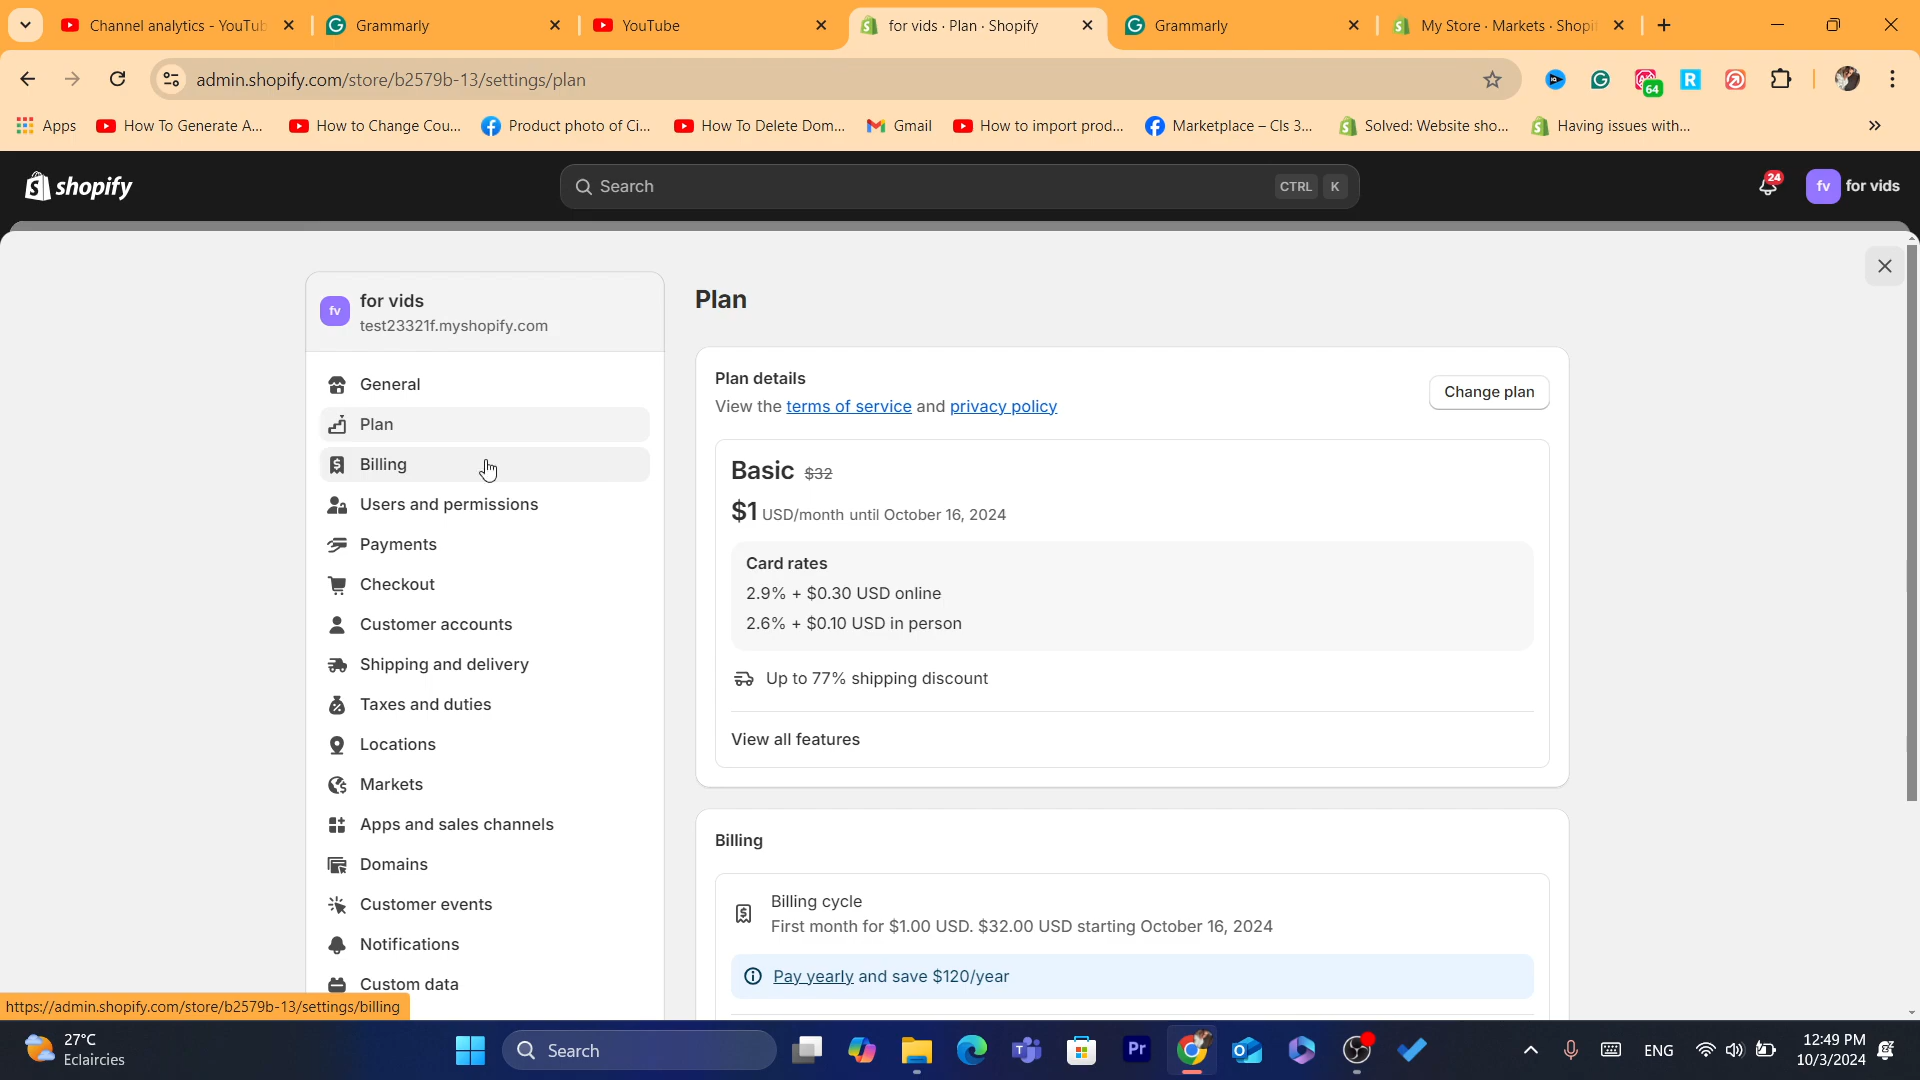 Channel analytics - YouTub
Grammarly
YouTube
for vids · Plan · Shopify
Grammarly
My Store · Markets · Shopi
admin.shopify.com/store/b2579b-13/settings/plan
64
Apps
How To Generate A...
How to Change Cou...
Product photo of Ci...
How To Delete Dom...
Gmail
How to import prod...
Marketplace – Cls 3...
Solved: Website sho...
Having issues with...
shopify
Search
CTRL K
24
fv for vids
fv
for vids
test23321f.myshopify.com
General
Plan
Billing
Users and permissions
Payments
Checkout
Customer accounts
Shipping and delivery
Taxes and duties
Locations
Markets
Apps and sales channels
Domains
Customer events
Notifications
Custom data
Plan
Plan details
View the terms of service and privacy policy
Change plan
Basic $32
$1 USD/month until October 16, 2024
Card rates
2.9% + $0.30 USD online
2.6% + $0.10 USD in person
Up to 77% shipping discount
View all features
Billing
Billing cycle
First month for $1.00 USD. $32.00 USD starting October 16, 2024
Pay yearly and save $120/year
https://admin.shopify.com/store/b2579b-13/settings/billing
27°C
Eclaircies
Search
Pr
ENG
12:49 PM
10/3/2024